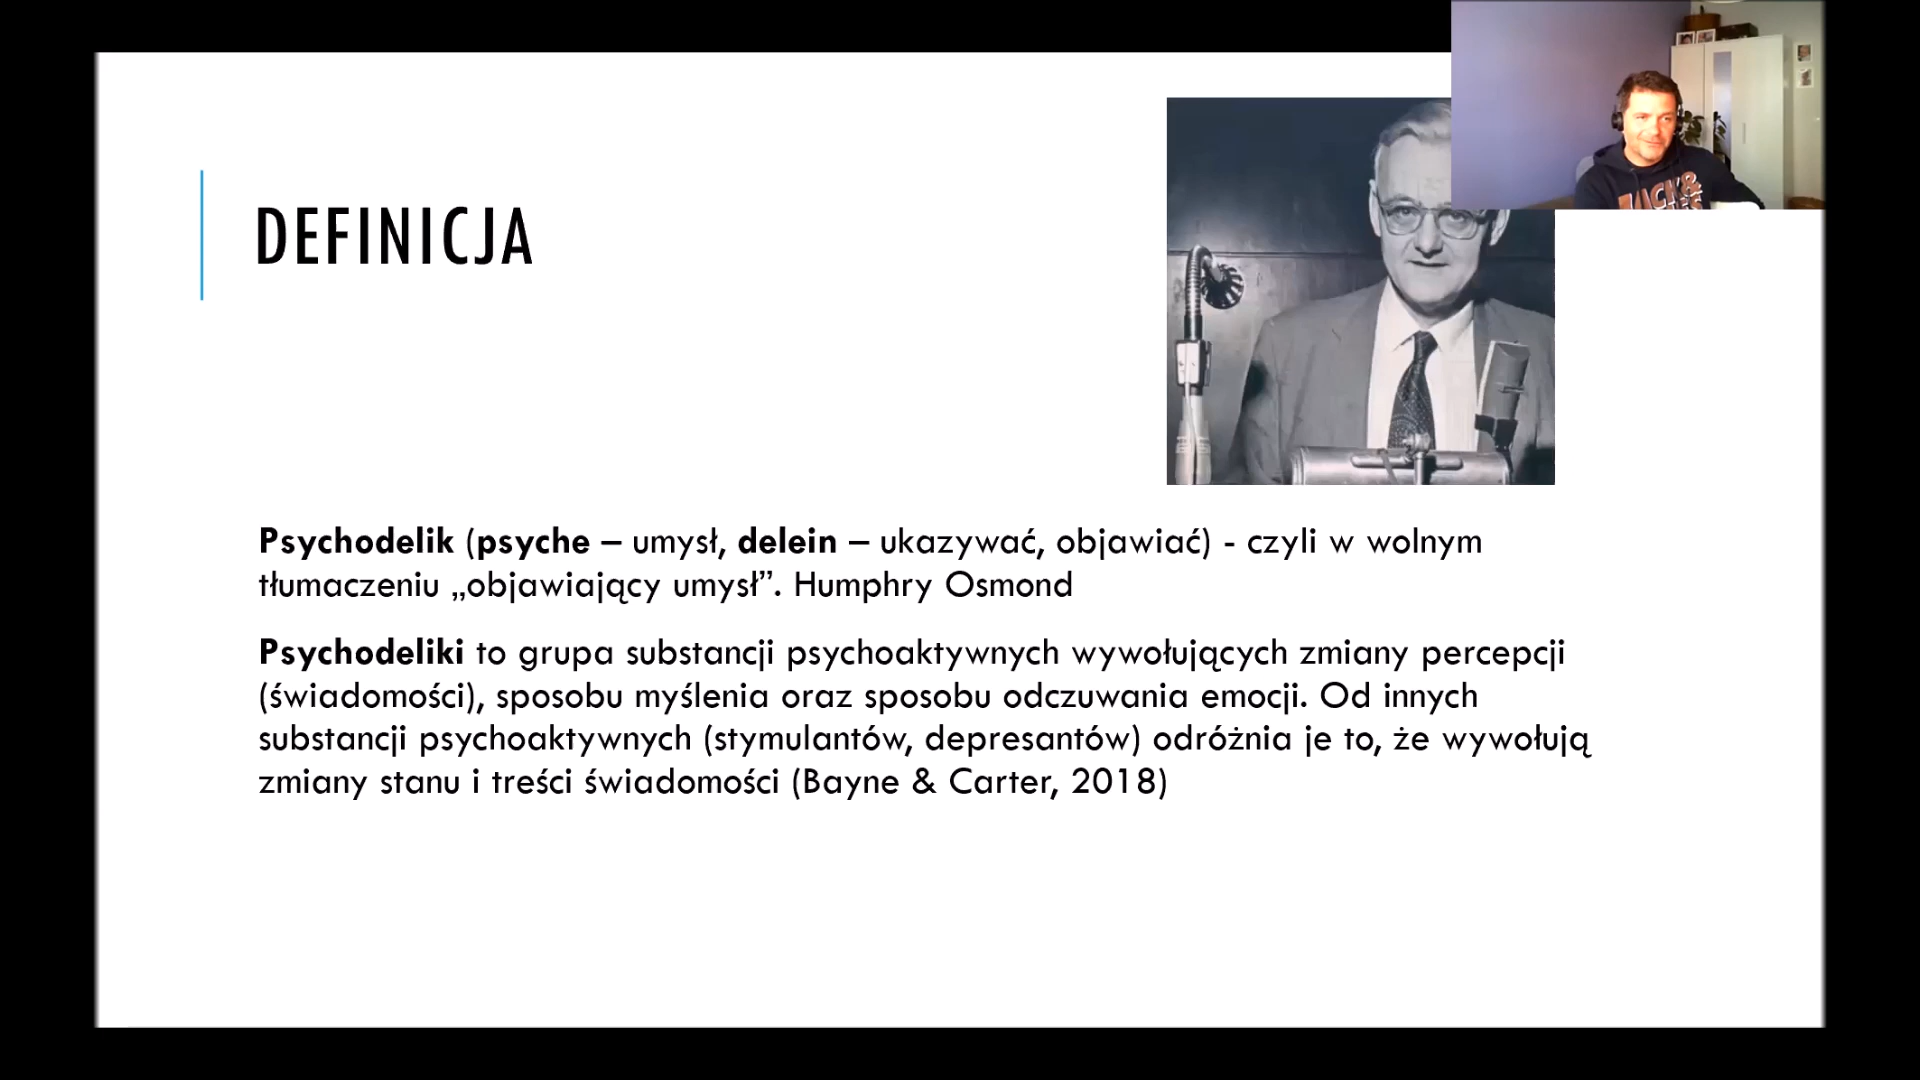 DEFINICJA
Psychodelik (psyche – umysł, delein – ukazywać, objawiać) - czyli w wolnym
tłumaczeniu „objawiający umysł”. Humphry Osmond
Psychodeliki to grupa substancji psychoaktywnych wywołujących zmiany percepcji
(świadomości), sposobu myślenia oraz sposobu odczuwania emocji. Od innych
substancji psychoaktywnych (stymulantów, depresantów) odróżnia je to, że wywołują
zmiany stanu i treści świadomości (Bayne & Carter, 2018)